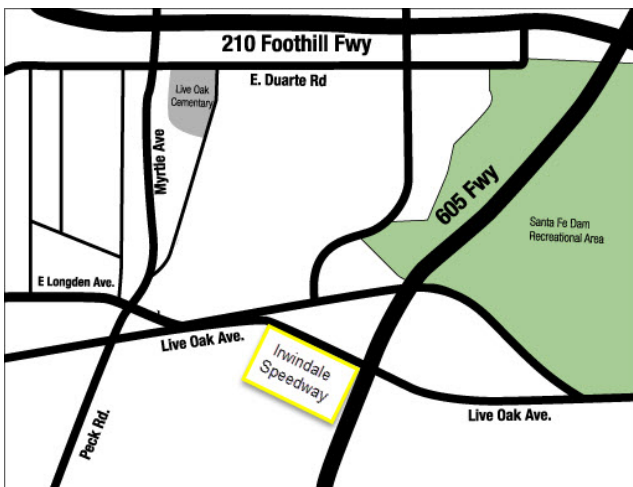 210 Foothill Fwy
E. Duarte Rd
Live Oak
Cementary
Myrtle Ave
605 Fwy
Santa Fe Dam
Recreational Area
E Longden Ave.
Live Oak Ave.
Irwindale
Speedway
Live Oak Ave.
Peck Rd.